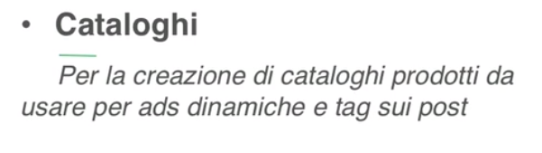 • Cataloghi
Per la creazione di cataloghi prodotti da
usare per ads dinamiche e tag sui post